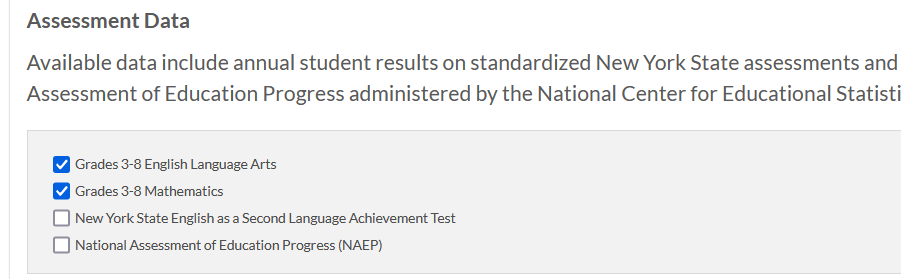 Assessment Data
Available data include annual student results on standardized New York State assessments and
Assessment of Education Progress administered by the National Center for Educational Statisti
Grades 3-8 English Language Arts
Grades 3-8 Mathematics
New York State English as a Second Language Achievement Test
National Assessment of Education Progress (NAEP)